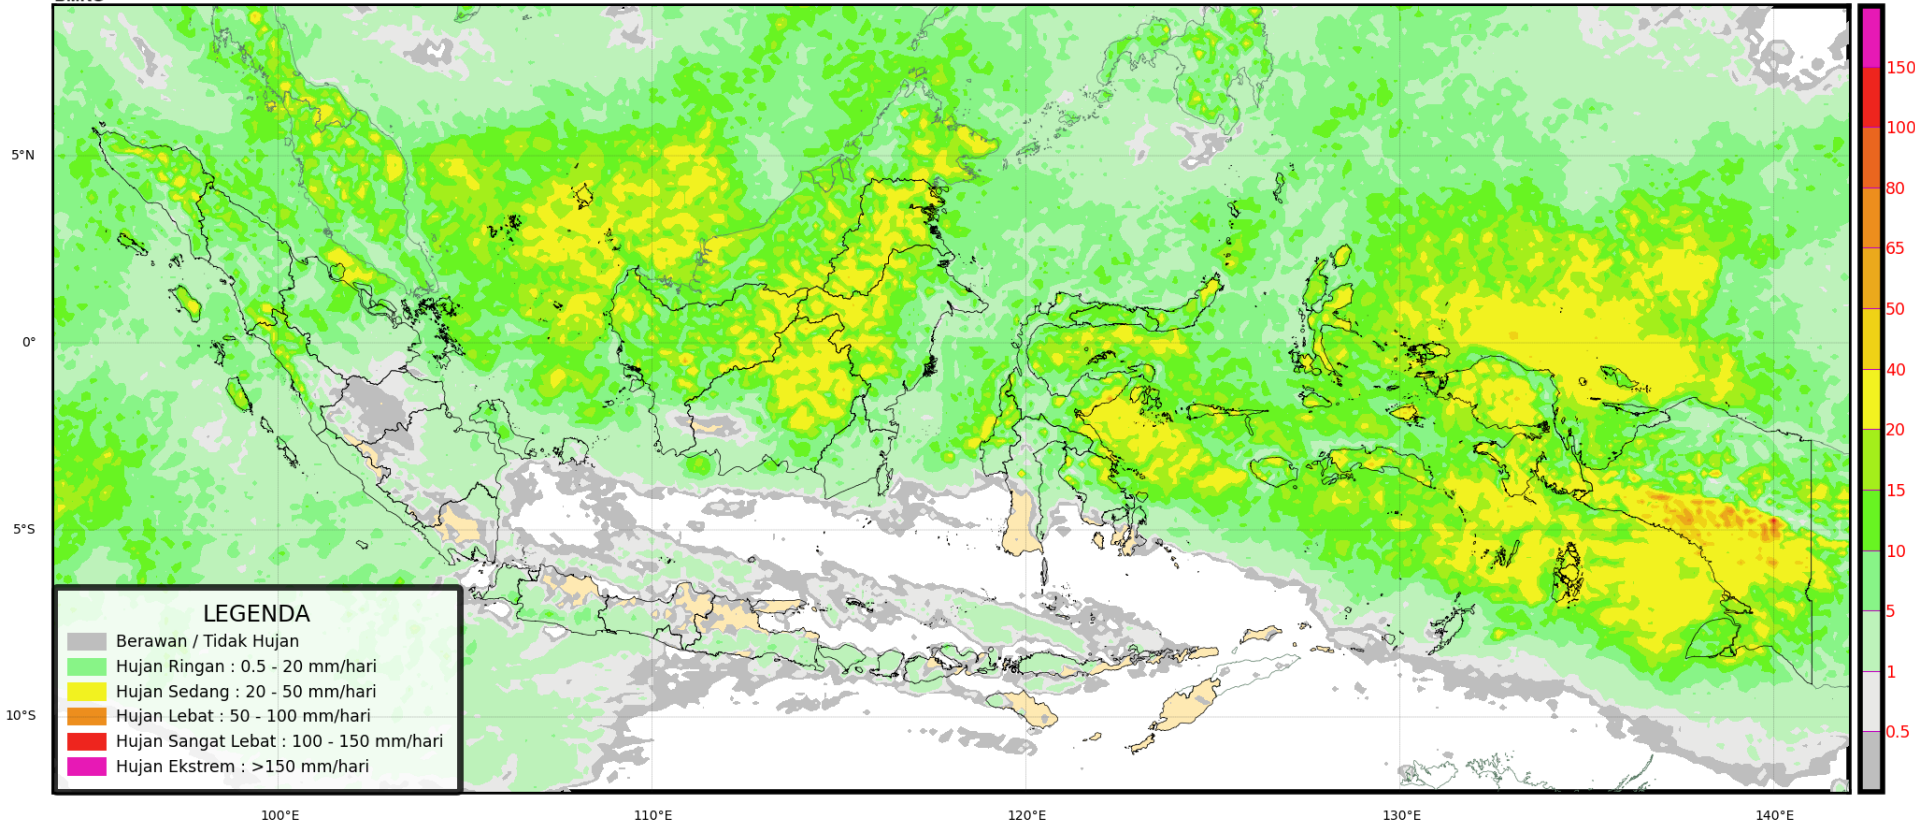 5°N
0°
5°S
10°S
100°E
110°E
120°E
130°E
140°E
LEGENDA
Berawan / Tidak Hujan
Hujan Ringan : 0.5 - 20 mm/hari
Hujan Sedang : 20 - 50 mm/hari
Hujan Lebat : 50 - 100 mm/hari
Hujan Sangat Lebat : 100 - 150 mm/hari
Hujan Ekstrem : >150 mm/hari
150
100
80
65
50
40
20
15
10
5
1
0.5